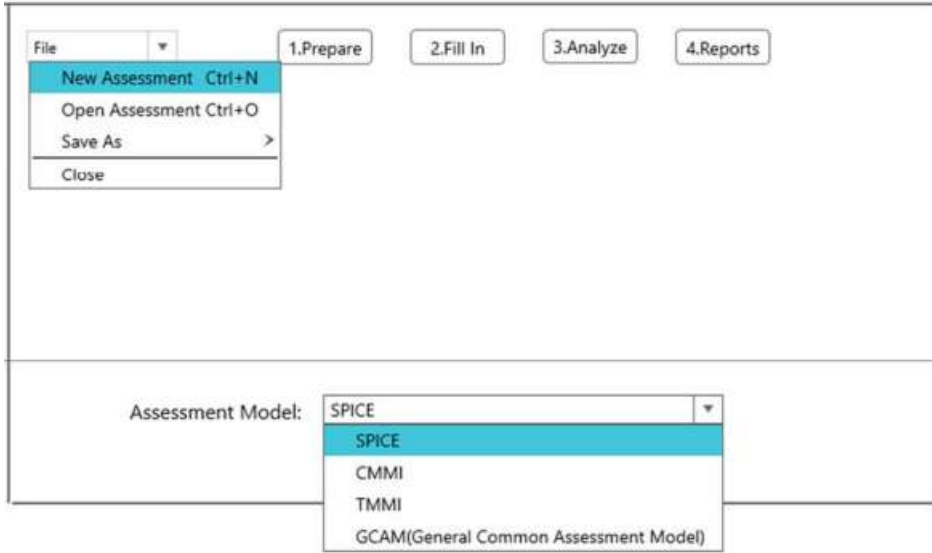 File
1.Prepare
2.Fill In
3.Analyze
4.Reports
New Assessment Ctrl+N
Open Assessment Ctrl+O
Save As >
Close
Assessment Model: SPICE
SPICE
CMMI
TMMI
GCAM(General Common Assessment Model)